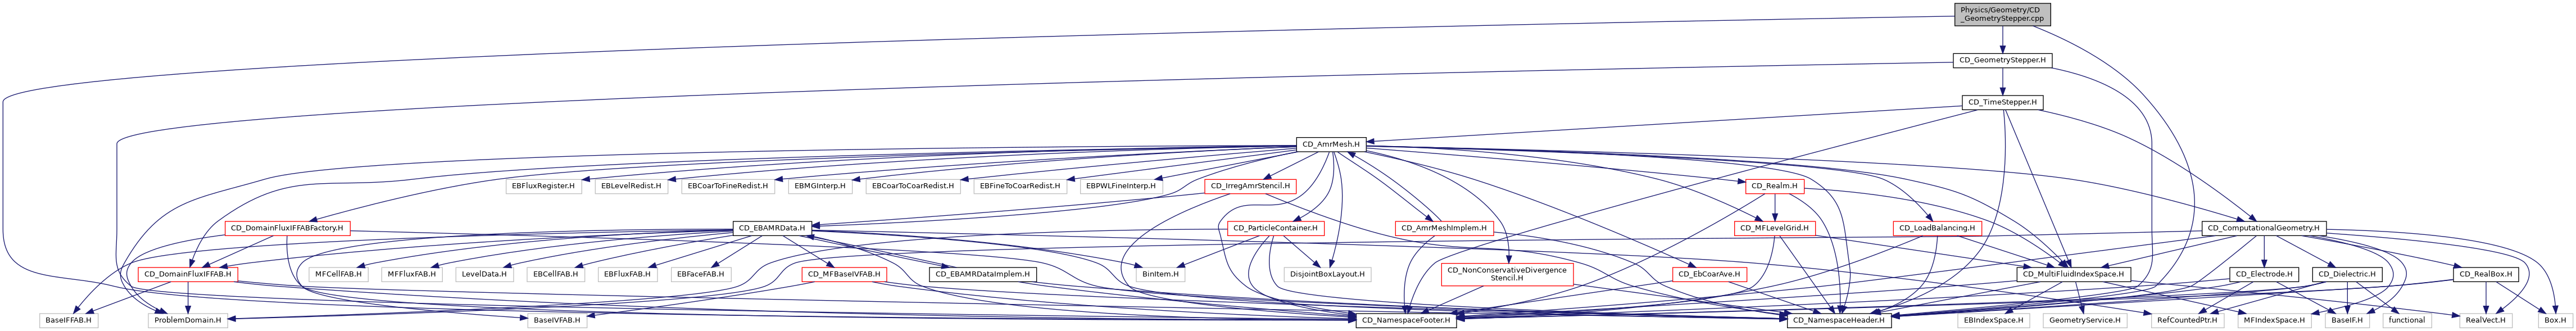 Physics/Geometry/CD
_GeometryStepper.cpp
CD_GeometryStepper.H
CD_TimeStepper.H
CD_AmrMesh.H
EBFluxRegister.H
EBLevelRedist.H
EBCoarToFineRedist.H
EBMGInterp.H
EBCoarToCoarRedist.H
EBFineToCoarRedist.H
EBPWLFineInterp.H
CD_IrregAmrStencil.H
CD_Realm.H
CD_DomainFluxIFFABFactory.H
CD_EBAMRData.H
CD_ParticleContainer.H
CD_AmrMeshImplem.H
CD_MFLevelGrid.H
CD_LoadBalancing.H
CD_ComputationalGeometry.H
CD_DomainFluxIFFAB.H
MFCellFAB.H
MFFluxFAB.H
LevelData.H
EBCellFAB.H
EBFluxFAB.H
EBFaceFAB.H
CD_MFBaseIVFAB.H
CD_EBAMRDataImplem.H
BinItem.H
DisjointBoxLayout.H
CD_NonConservativeDivergence
Stencil.H
CD_EbCoarAve.H
CD_MultiFluidIndexSpace.H
CD_Electrode.H
CD_Dielectric.H
CD_RealBox.H
BaseIFFAB.H
ProblemDomain.H
BaseIVFAB.H
CD_NamespaceFooter.H
CD_NamespaceHeader.H
EBIndexSpace.H
GeometryService.H
RefCountedPtr.H
MFIndexSpace.H
BaseIF.H
functional
RealVect.H
Box.H